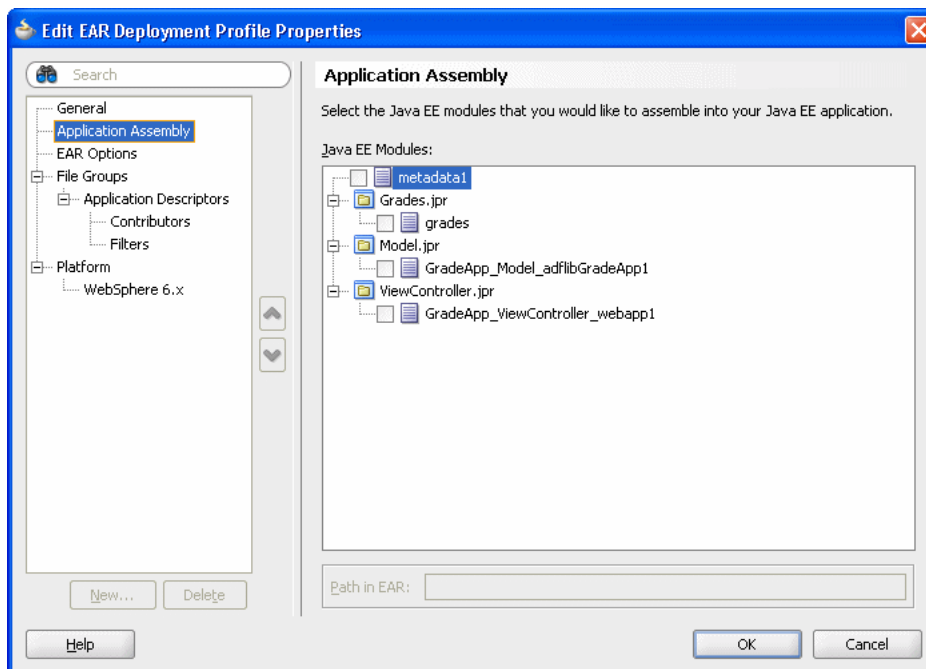 Edit EAR Deployment Profile Properties
Search
General
Application Assembly
EAR Options
File Groups
Application Descriptors
Contributors
Filters
Platform
WebSphere 6.x
New...
Delete
Application Assembly
Select the Java EE modules that you would like to assemble into your Java EE application.
Java EE Modules:
metadata1
Grades.jpr
grades
Model.jpr
GradeApp_Model_adflibGradeApp1
ViewController.jpr
GradeApp_ViewController_webapp1
Path in EAR:
Help
OK
Cancel